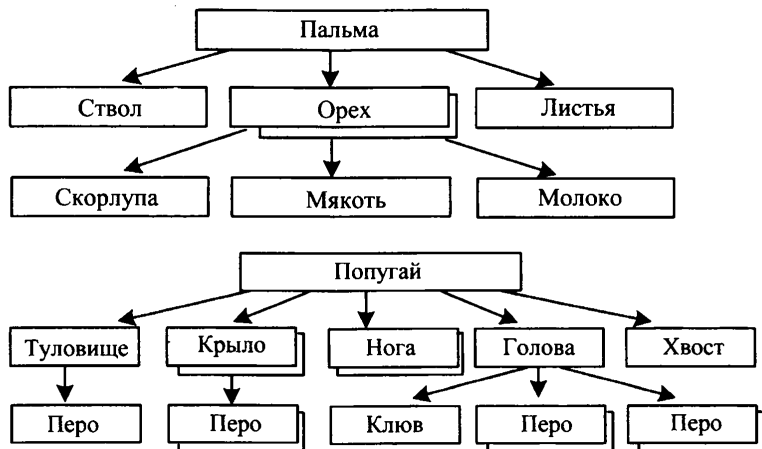 Пальма
Ствол Орех Листья
Скорлупа Мякоть Молоко
Попугай
Туловище Крыло Нога Голова Хвост
Перо Перо Клюв Перо Перо